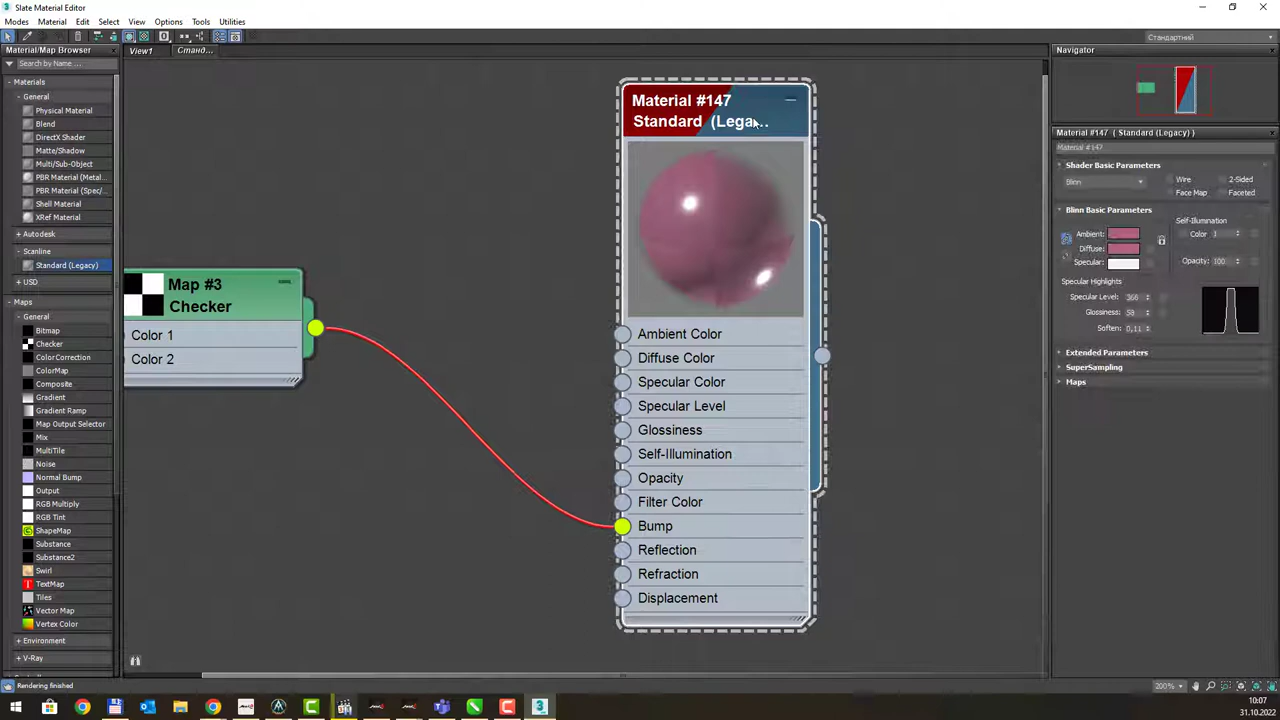 Slate Material Editor
Modes Material Edit Select View Options Tools Utilities
Material/Map Browser
Search by Name ...
- Materials
- General
Physical Material
Blend
DirectX Shader
Matte/Shadow
Multi/Sub-Object
PBR Material (Metal...
PBR Material (Spec/...
Shell Material
XRef Material
+ Autodesk
- Scanline
Standard (Legacy)
+ USD
- Maps
- General
Bitmap
Checker
ColorCorrection
ColorMap
Composite
Gradient
Gradient Ramp
Map Output Selector
Mix
MultiTile
Noise
Normal Bump
Output
RGB Multiply
RGB Tint
ShapeMap
Substance
Substance2
Swirl
TextMap
Tiles
Vector Map
Vertex Color
+ Environment
+ V-Ray
Rendering finished
View1 Станд...
Map #3
Checker
Color 1
Color 2
Material #147
Standard (Lega...
Ambient Color
Diffuse Color
Specular Color
Specular Level
Glossiness
Self-Illumination
Opacity
Filter Color
Bump
Reflection
Refraction
Displacement
Стандартний
Navigator
Material #147 ( Standard (Legacy) )
Material #147
Shader Basic Parameters
Blinn Wire 2-Sided
Face Map Faceted
Blinn Basic Parameters
Self-Illumination
Ambient: Color 1
Diffuse:
Specular: Opacity: 100
Specular Highlights
Specular Level: 366
Glossiness: 58
Soften: 0,11
Extended Parameters
SuperSampling
Maps
200%
10:07
31.10.2022